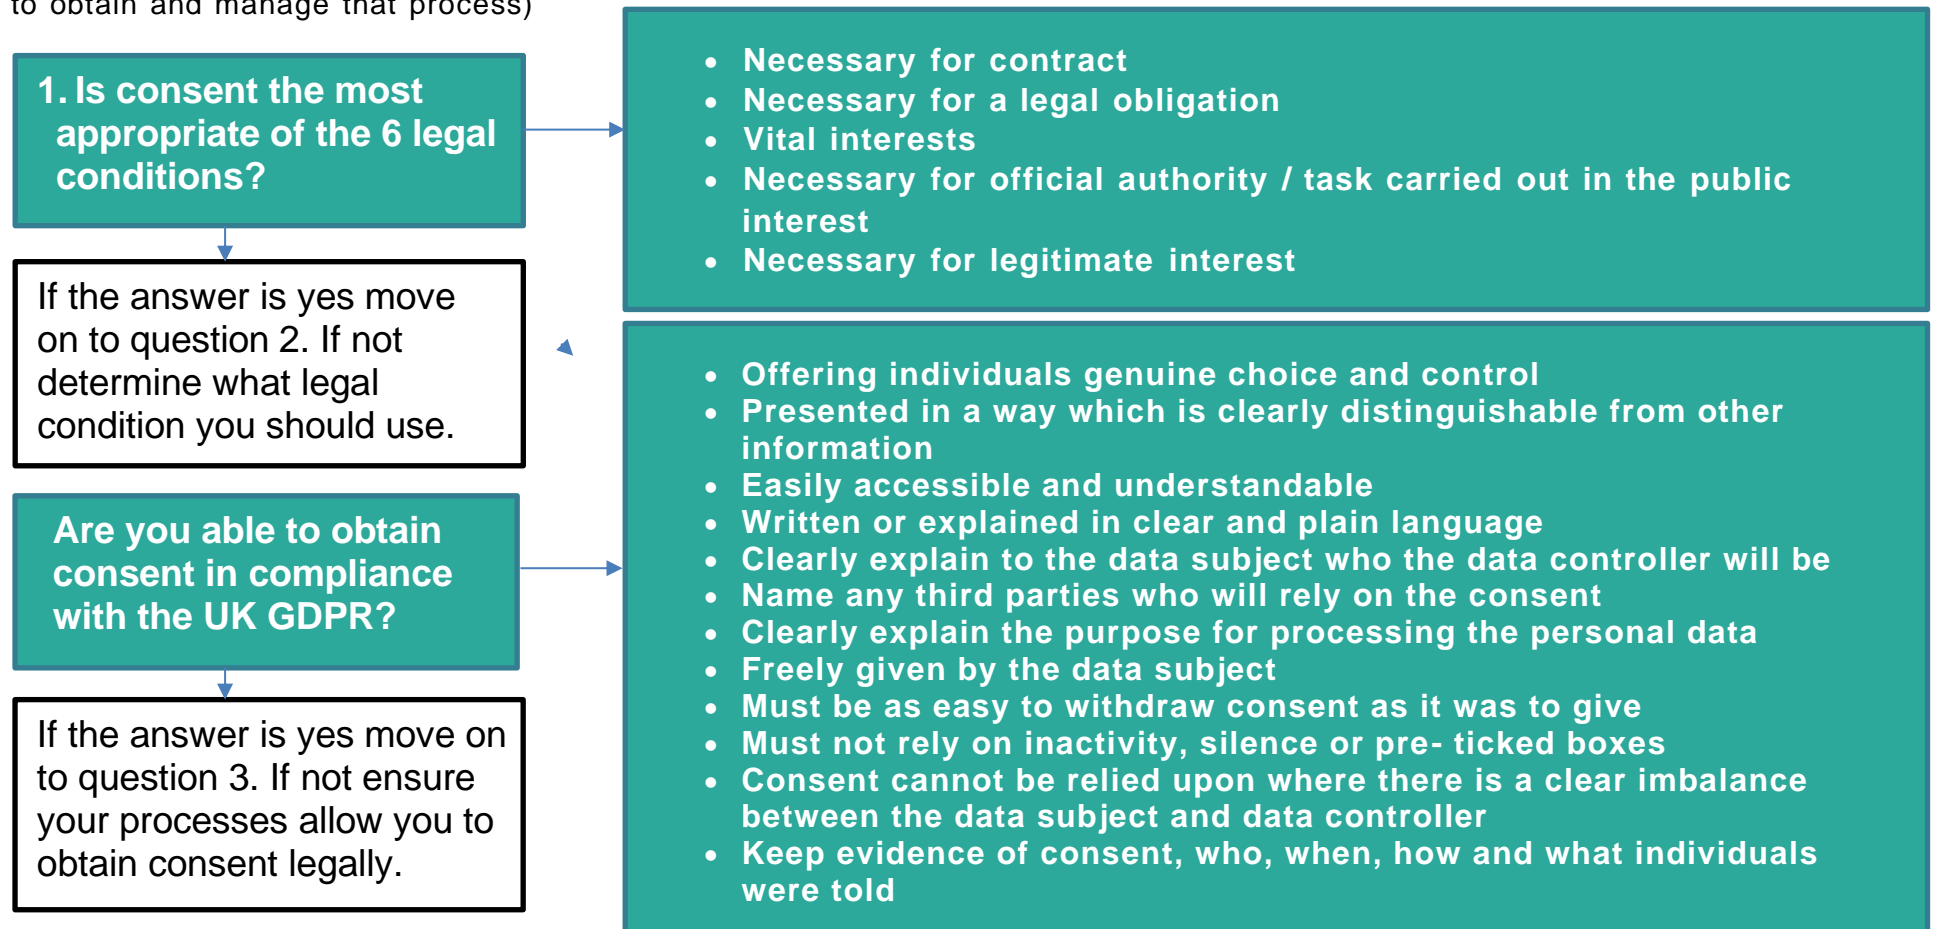 to obtain and manage that process)
1. Is consent the most
appropriate of the 6 legal
conditions?
• Necessary for contract
• Necessary for a legal obligation
• Vital interests
• Necessary for official authority / task carried out in the public
interest
• Necessary for legitimate interest
If the answer is yes move
on to question 2. If not
determine what legal
condition you should use.
Are you able to obtain
consent in compliance
with the UK GDPR?
• Offering individuals genuine choice and control
• Presented in a way which is clearly distinguishable from other
information
• Easily accessible and understandable
• Written or explained in clear and plain language
• Clearly explain to the data subject who the data controller will be
• Name any third parties who will rely on the consent
• Clearly explain the purpose for processing the personal data
• Freely given by the data subject
• Must be as easy to withdraw consent as it was to give
• Must not rely on inactivity, silence or pre- ticked boxes
• Consent cannot be relied upon where there is a clear imbalance
between the data subject and data controller
• Keep evidence of consent, who, when, how and what individuals
were told
If the answer is yes move on
to question 3. If not ensure
your processes allow you to
obtain consent legally.